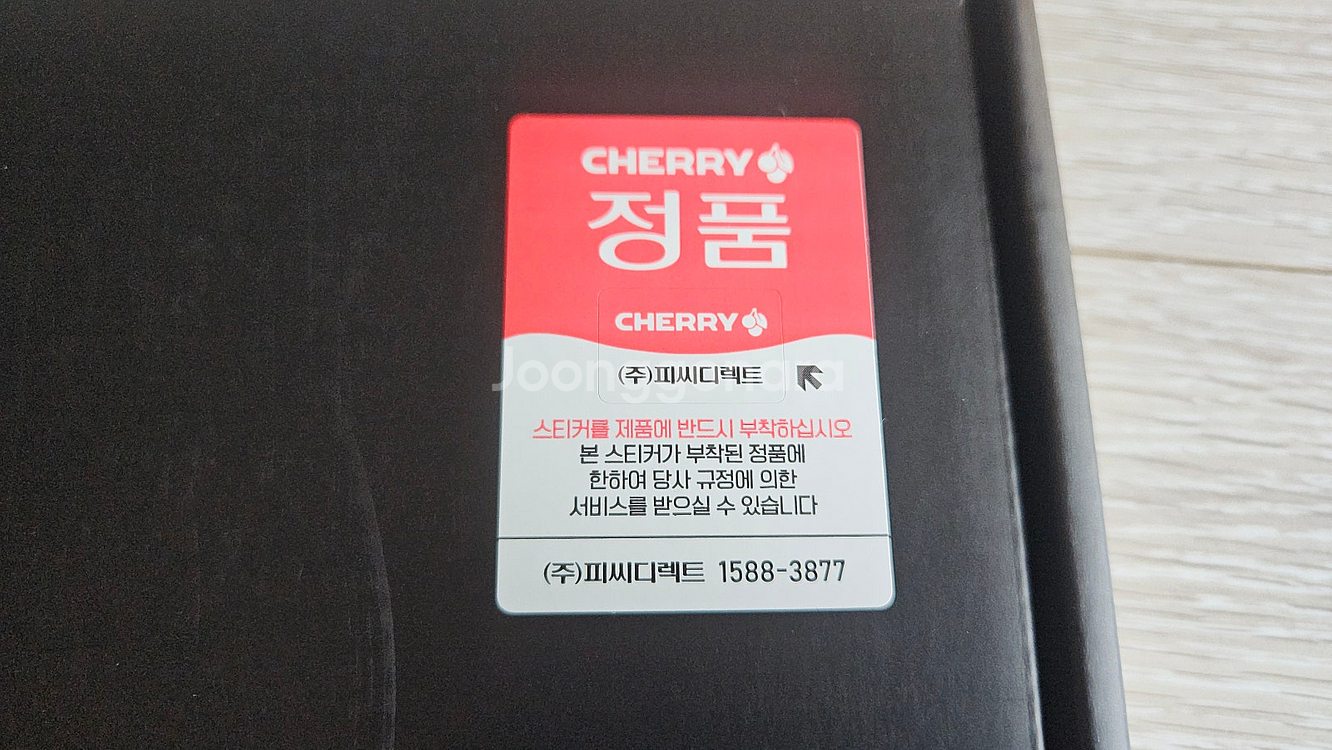 CHERRY
정품
CHERRY
(주)피씨디렉트
Joonggonara
스티커를 제품에 반드시 부착하십시오
본 스티커가 부착된 정품에
한하여 당사 규정에 의한
서비스를 받으실 수 있습니다
(주)피씨디렉트 1588-3877